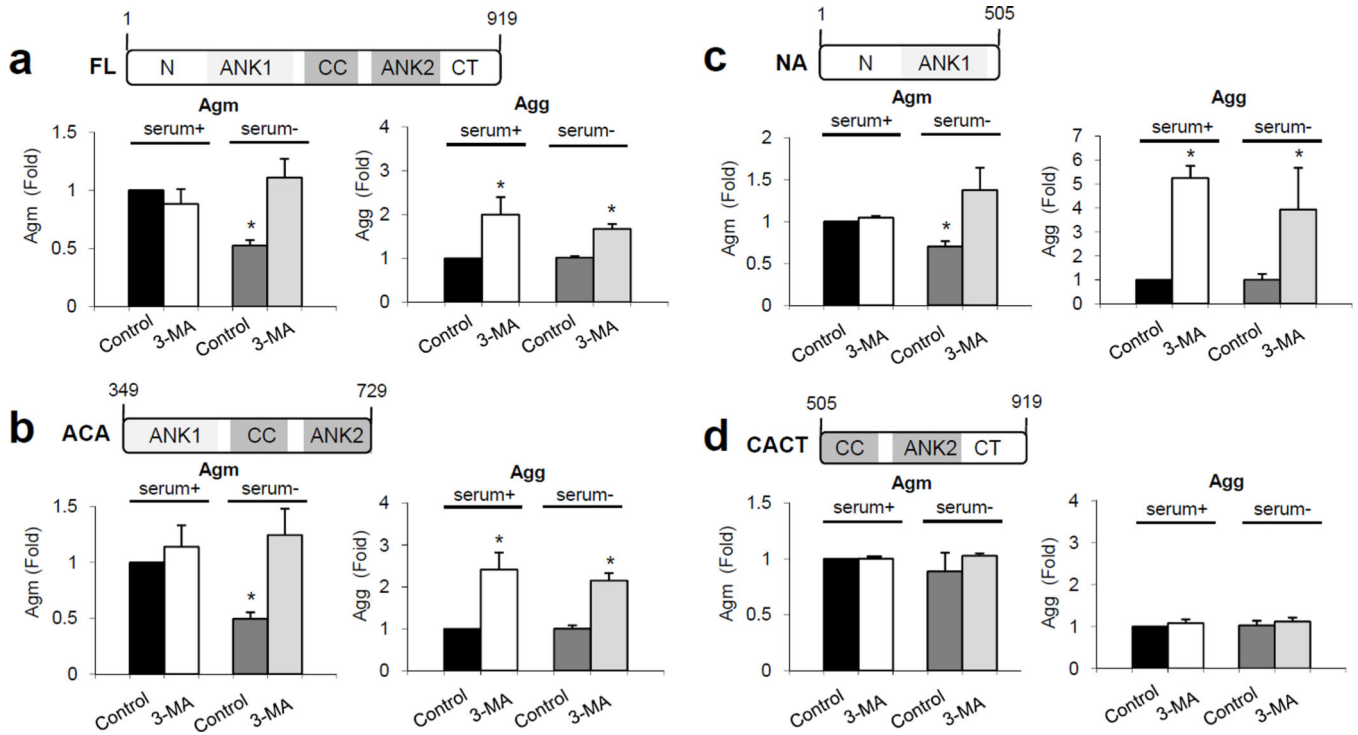 a
1 919
FL N ANK1 CC ANK2 CT
Agm
serum+ serum-
Agm (Fold)
1.5
1
0.5
0
Control 3-MA Control 3-MA
*
Agg
serum+ serum-
Agg (Fold)
4
3
2
1
0
* *
Control 3-MA Control 3-MA
c
1 505
NA N ANK1
Agm
serum+ serum-
Agm (Fold)
2
1.5
1
0.5
0
*
Control 3-MA Control 3-MA
Agg
serum+ serum-
Agg (Fold)
7
6
5
4
3
2
1
0
* *
Control 3-MA Control 3-MA
b
349 729
ACA ANK1 CC ANK2
Agm
serum+ serum-
Agm (Fold)
1.5
1
0.5
0
*
Control 3-MA Control 3-MA
Agg
serum+ serum-
Agg (Foid)
4
3
2
1
0
* *
Control 3-MA Control 3-MA
d
505 919
CACT CC ANK2 CT
Agm
serum+ serum-
Agm (Fold)
1.5
1
0.5
0
Control 3-MA Control 3-MA
Agg
serum+ serum-
Agg (Fold)
4
3
2
1
0
Control 3-MA Control 3-MA